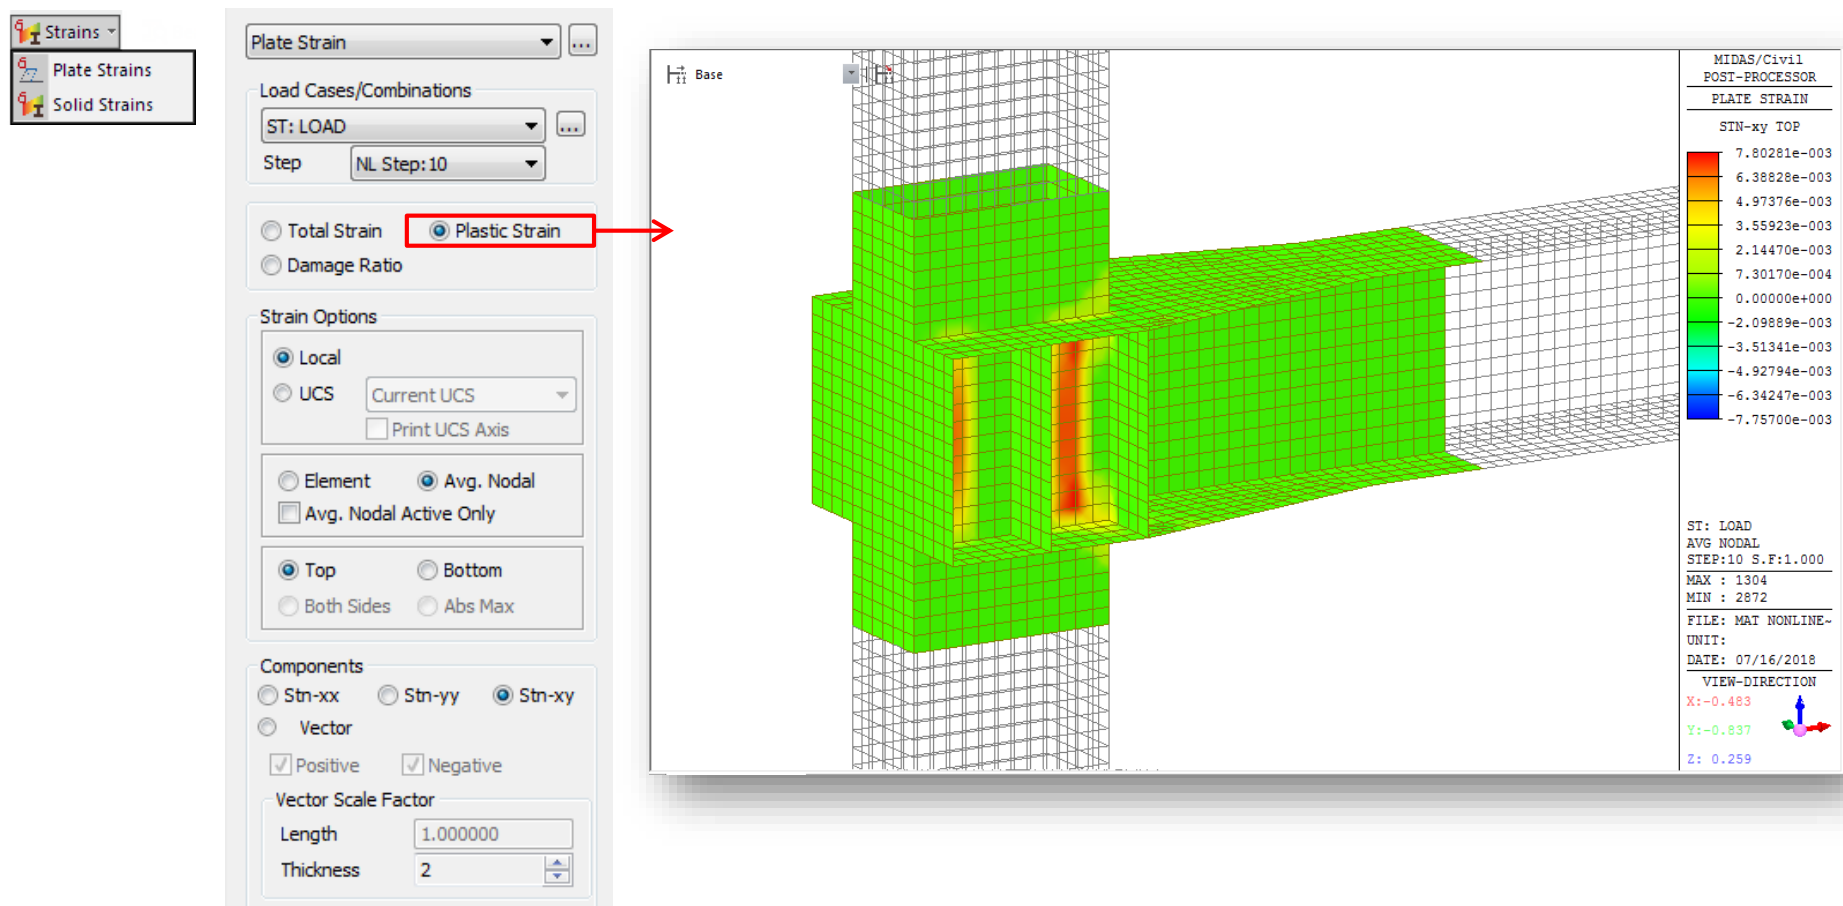 Strains
Plate Strains
Solid Strains
Plate Strain
...
Load Cases/Combinations
ST: LOAD
...
Step
NL Step:10
Total Strain
Plastic Strain
Damage Ratio
Strain Options
Local
UCS
Current UCS
Print UCS Axis
Element
Avg. Nodal
Avg. Nodal Active Only
Top
Bottom
Both Sides
Abs Max
Components
Stn-xx
Stn-yy
Stn-xy
Vector
Positive
Negative
Vector Scale Factor
Length
1.000000
Thickness
2
Base
MIDAS/Civil
POST-PROCESSOR
PLATE STRAIN
STN-xy TOP
7.80281e-003
6.38828e-003
4.97376e-003
3.55923e-003
2.14470e-003
7.30170e-004
0.00000e+000
-2.09889e-003
-3.51341e-003
-4.92794e-003
-6.34247e-003
-7.75700e-003
ST: LOAD
AVG NODAL
STEP:10 S.F:1.000
MAX : 1304
MIN : 2872
FILE: MAT NONLINE~
UNIT:
DATE: 07/16/2018
VIEW-DIRECTION
X:-0.483
Y:-0.837
Z: 0.259